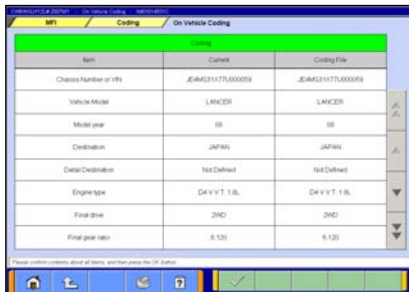 MFI Coding On Vehicle Coding
Coding
Item Current Coding File
Chassis Number or VIN
Vehicle Model LANCER LANCER
Model year 08 08
Destination JAPAN JAPAN
Detail Destination Not Defined Not Defined
Engine type D4 V.V.T. 1.8L D4 V.V.T. 1.8L
Final drive 2WD 2WD
Final gear ratio 6.120 6.120
Please confirm contents about all items, and then press the OK button.